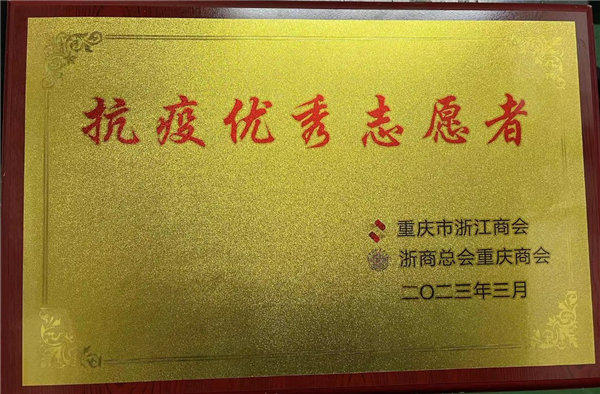 抗疫优秀志愿者
重庆市浙江商会
浙商总会重庆商会
二〇二三年三月